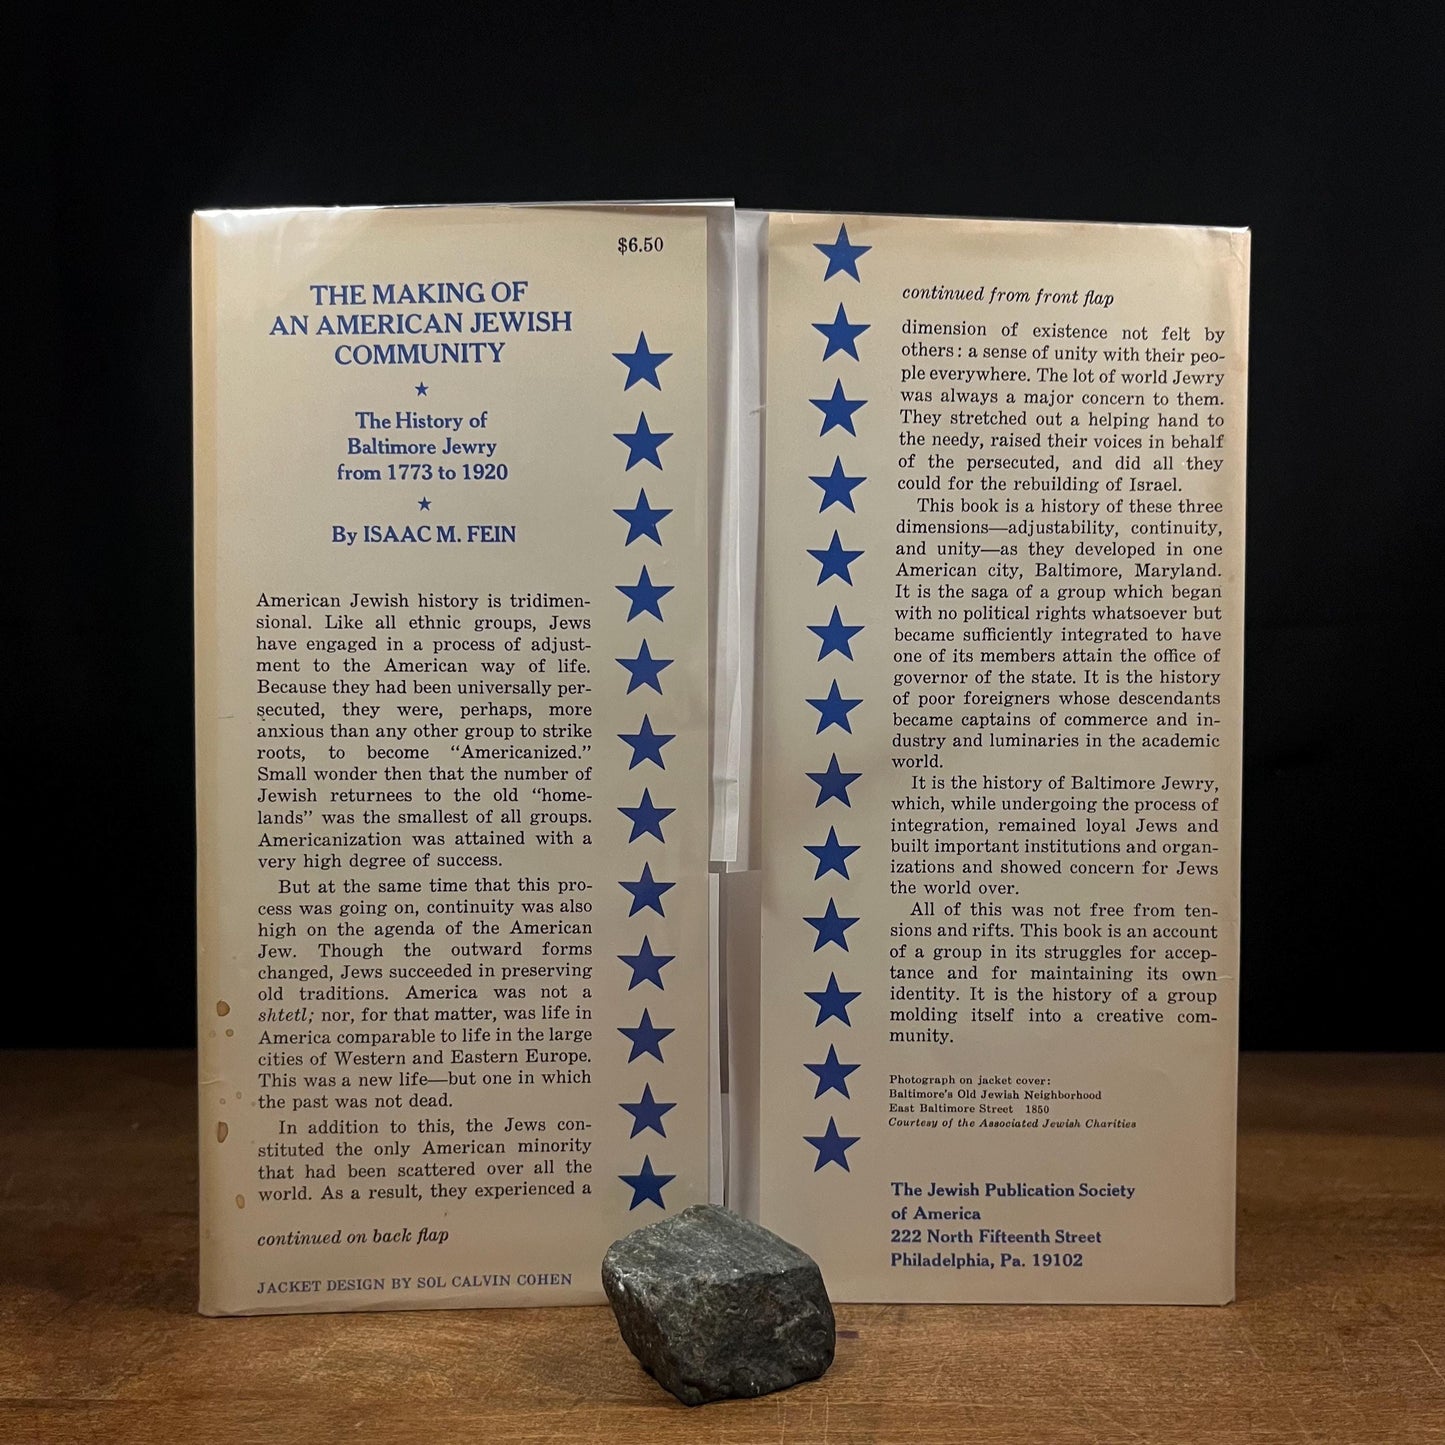 $6.50
THE MAKING OF
AN AMERICAN JEWISH
COMMUNITY
The History of
Baltimore Jewry
from 1773 to 1920
By ISAAC M. FEIN
American Jewish history is tridimen-
sional. Like all ethnic groups, Jews
have engaged in a process of adjust-
ment to the American way of life.
Because they had been universally per-
secuted, they were, perhaps, more
anxious than any other group to strike
roots, to become “Americanized.”
Small wonder then that the number of
Jewish returnees to the old “home-
lands” was the smallest of all groups.
Americanization was attained with a
very high degree of success.
But at the same time that this pro-
cess was going on, continuity was also
high on the agenda of the American
Jew. Though the outward forms
changed, Jews succeeded in preserving
old traditions. America was not a
shtetl; nor, for that matter, was life in
America comparable to life in the large
cities of Western and Eastern Europe.
This was a new life—but one in which
the past was not dead.
In addition to this, the Jews con-
stituted the only American minority
that had been scattered over all the
world. As a result, they experienced a
continued on back flap
JACKET DESIGN BY SOL CALVIN COHEN
continued from front flap
dimension of existence not felt by
others: a sense of unity with their peo-
ple everywhere. The lot of world Jewry
was always a major concern to them.
They stretched out a helping hand to
the needy, raised their voices in behalf
of the persecuted, and did all they
could for the rebuilding of Israel.
This book is a history of these three
dimensions—adjustability, continuity,
and unity—as they developed in one
American city, Baltimore, Maryland.
It is the saga of a group which began
with no political rights whatsoever but
became sufficiently integrated to have
one of its members attain the office of
governor of the state. It is the history
of poor foreigners whose descendants
became captains of commerce and in-
dustry and luminaries in the academic
world.
It is the history of Baltimore Jewry,
which, while undergoing the process of
integration, remained loyal Jews and
built important institutions and organ-
izations and showed concern for Jews
the world over.
All of this was not free from ten-
sions and rifts. This book is an account
of a group in its struggles for accep-
tance and for maintaining its own
identity. It is the history of a group
molding itself into a creative com-
munity.
Photograph on jacket cover:
Baltimore's Old Jewish Neighborhood
East Baltimore Street 1850
Courtesy of the Associated Jewish Charities
The Jewish Publication Society
of America
222 North Fifteenth Street
Philadelphia, Pa. 19102